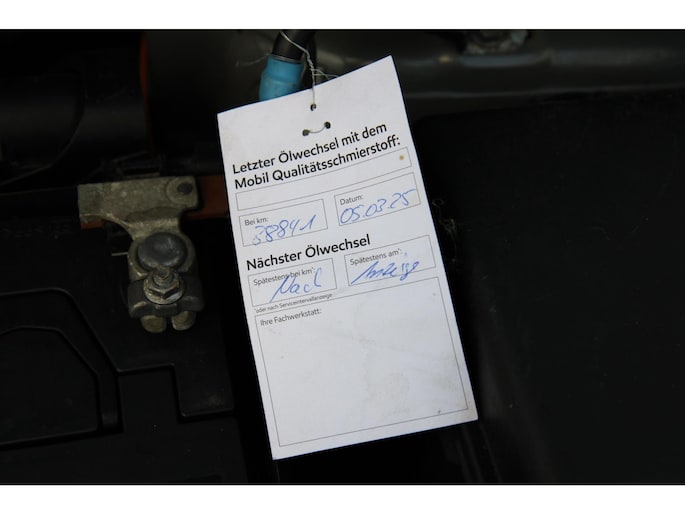 Letzter Ölwechsel mit dem
Mobil Qualitätsschmierstoff:
Bei km:
Datum:
38841
05.03.25
Nächster Ölwechsel
Spätestens bei km*:
Spätestens am*:
Nach
Anzeige
*oder nach Serviceintervallanzeige
Ihre Fachwerkstatt: